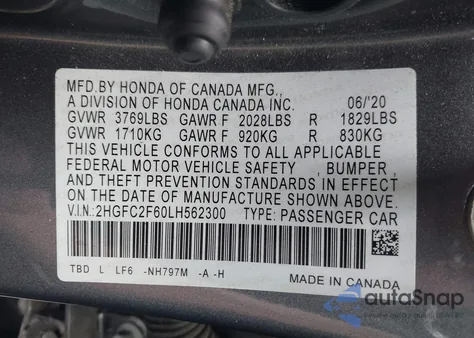 MFD.BY HONDA OF CANADA MFG.,
A DIVISION OF HONDA CANADA INC. 06/'20
GVWR 3769LBS GAWR F 2028LBS R 1829LBS
GVWR 1710KG GAWR F 920KG R 830KG
THIS VEHICLE CONFORMS TO ALL APPLICABLE
FEDERAL MOTOR VEHICLE SAFETY , BUMPER,
AND THEFT PREVENTION STANDARDS IN EFFECT
ON THE DATE OF MANUFACTURE SHOWN ABOVE.
V.I.N.:2HGFC2F60LH562300 TYPE: PASSENGER CAR
TBD L LF6 -NH797M -A -H
MADE IN CANADA
autaSnap